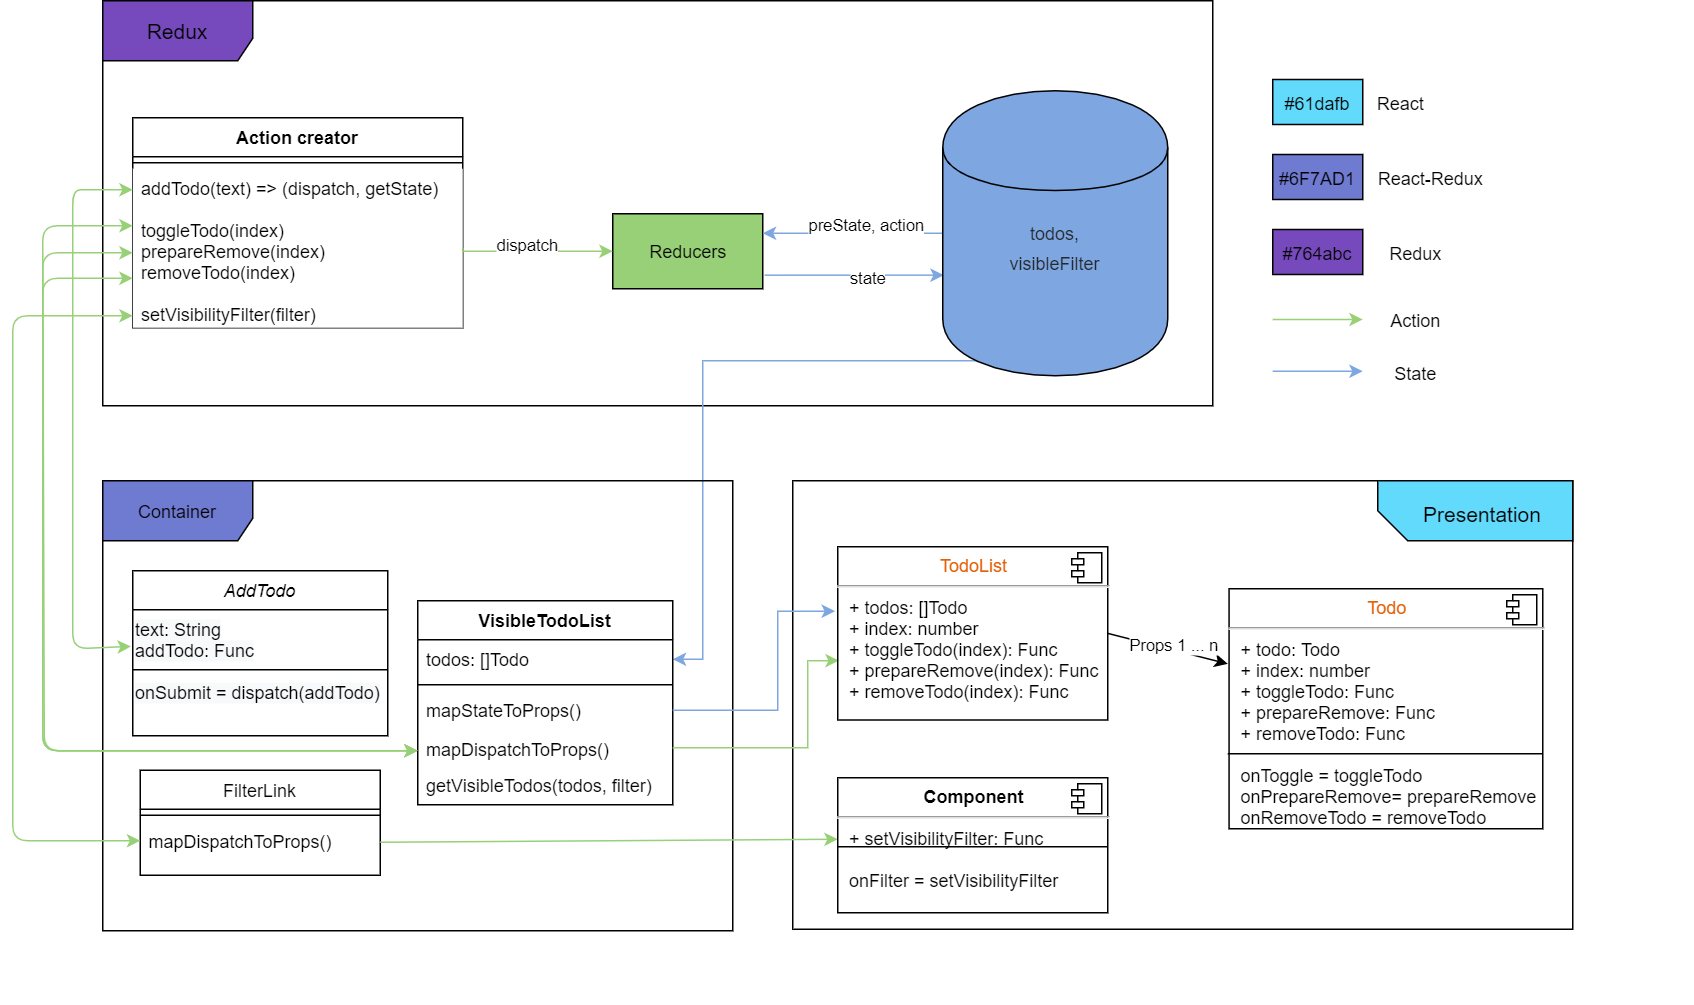 Redux
Action creator
addTodo(text) => (dispatch, getState)
toggleTodo(index)
prepareRemove(index)
removeTodo(index)
setVisibilityFilter(filter)
dispatch
Reducers
preState, action
state
todos,
visibleFilter
#61dafb
React
#6F7AD1
React-Redux
#764abc
Redux
Action
State
Container
AddTodo
text: String
addTodo: Func
onSubmit = dispatch(addTodo)
VisibleTodoList
todos: []Todo
mapStateToProps()
mapDispatchToProps()
getVisibleTodos(todos, filter)
FilterLink
mapDispatchToProps()
Presentation
TodoList
+ todos: []Todo
+ index: number
+ toggleTodo(index): Func
+ prepareRemove(index): Func
+ removeTodo(index): Func
Props 1 ... n
Todo
+ todo: Todo
+ index: number
+ toggleTodo: Func
+ prepareRemove: Func
+ removeTodo: Func
onToggle = toggleTodo
onPrepareRemove= prepareRemove
onRemoveTodo = removeTodo
Component
+ setVisibilityFilter: Func
onFilter = setVisibilityFilter